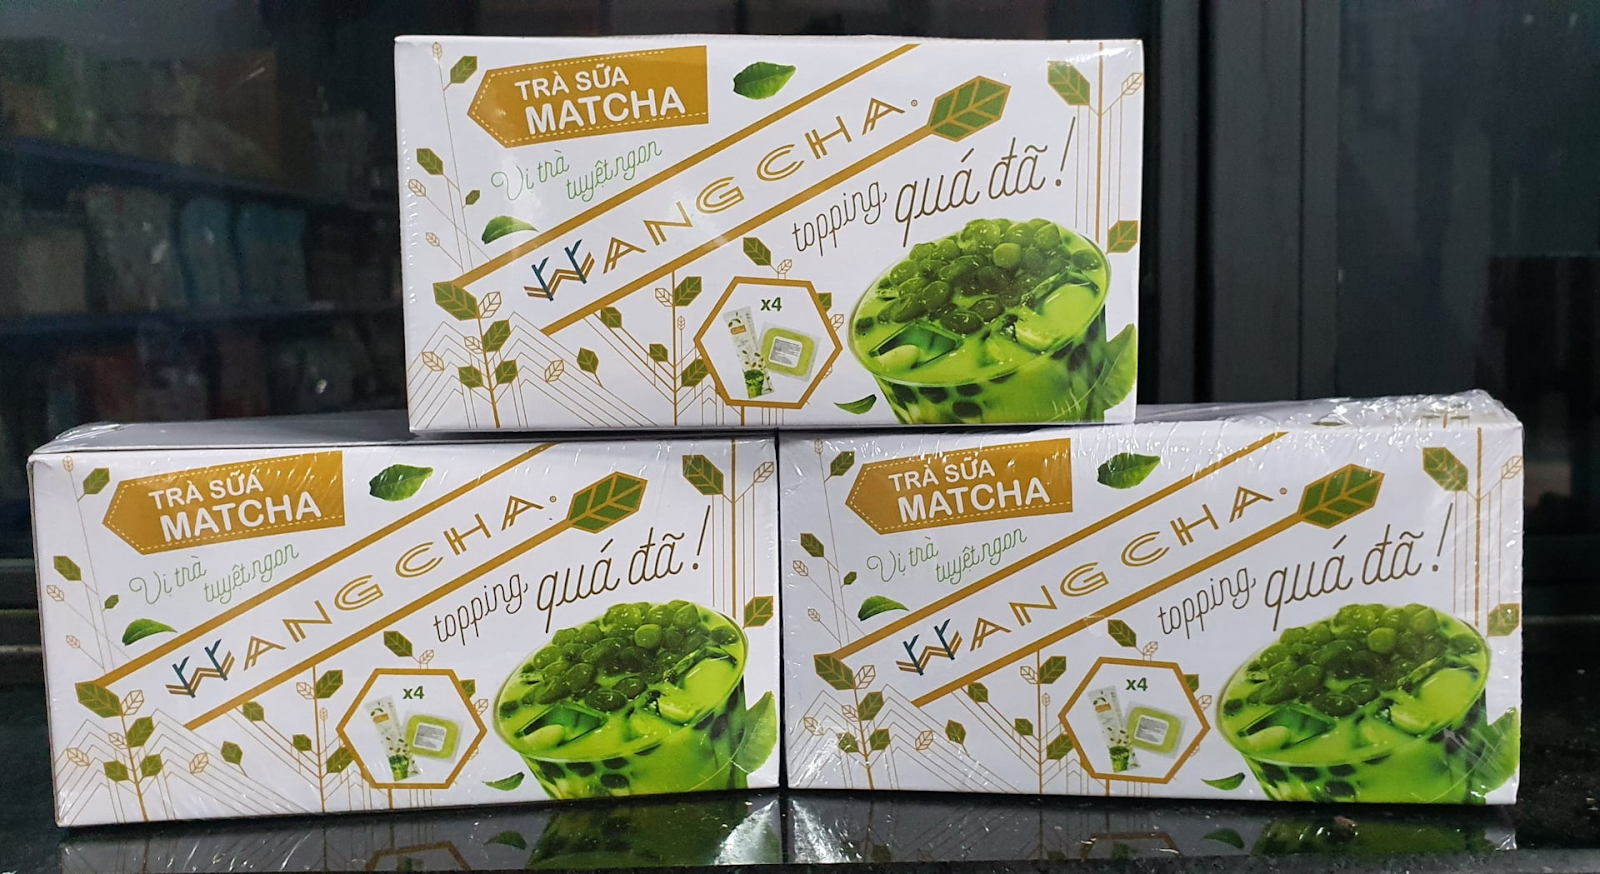 TRÀ SỮA
MATCHA
Vị trà
tuyệt ngon
WANGCHA
topping quá đã!
x4
TRÀ SỮA
MATCHA
Vị trà
tuyệt ngon
WANGCHA
topping quá đã!
x4
TRÀ SỮA
MATCHA
Vị trà
tuyệt ngon
WANGCHA
topping quá đã!
x4